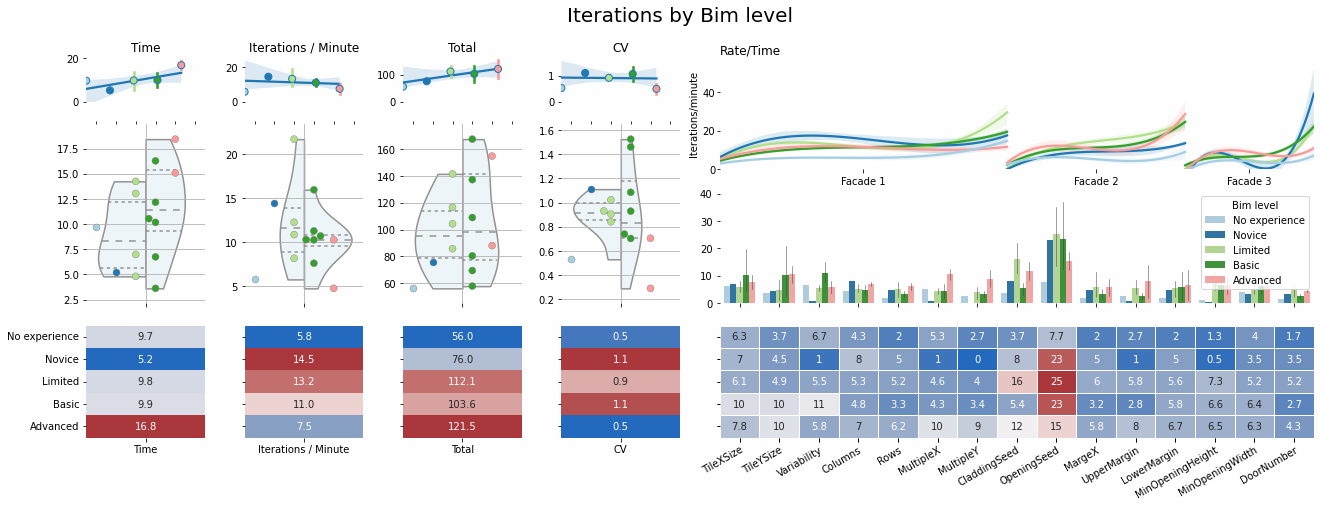 Iterations by Bim level
Time
Iterations / Minute
Total
CV
Rate/Time
20
0
20
10
0
100
0
1
0
Iterations/minute
40
20
0
Facade 1
Facade 2
Facade 3
17.5
15.0
12.5
10.0
7.5
5.0
2.5
20
15
10
5
160
140
120
100
80
60
1.6
1.4
1.2
1.0
0.8
0.6
0.4
0.2
40
30
20
10
0
Bim level
No experience
Novice
Limited
Basic
Advanced
No experience 9.7 5.8 56.0 0.5 6.3 3.7 6.7 4.3 2 5.3 2.7 3.7 7.7 2 2.7 2 1.3 4 1.7
Novice 5.2 14.5 76.0 1.1 7 4.5 1 8 5 1 0 8 23 5 1 5 0.5 3.5 3.5
Limited 9.8 13.2 112.1 0.9 6.1 4.9 5.5 5.3 5.2 4.6 4 16 25 6 5.8 5.6 7.3 5.2 5.2
Basic 9.9 11.0 103.6 1.1 10 10 11 4.8 3.3 4.3 3.4 5.4 23 3.2 2.8 5.8 6.6 6.4 2.7
Advanced 16.8 7.5 121.5 0.5 7.8 10 5.8 7 6.2 10 9 12 15 5.8 8 6.7 6.5 6.3 4.3
Time
Iterations / Minute
Total
CV
TileXSize
TileYSize
Variability
Columns
Rows
MultipleX
MultipleY
CladdingSeed
OpeningSeed
MargeX
UpperMargin
LowerMargin
MinOpeningHeight
MinOpeningWidth
DoorNumber